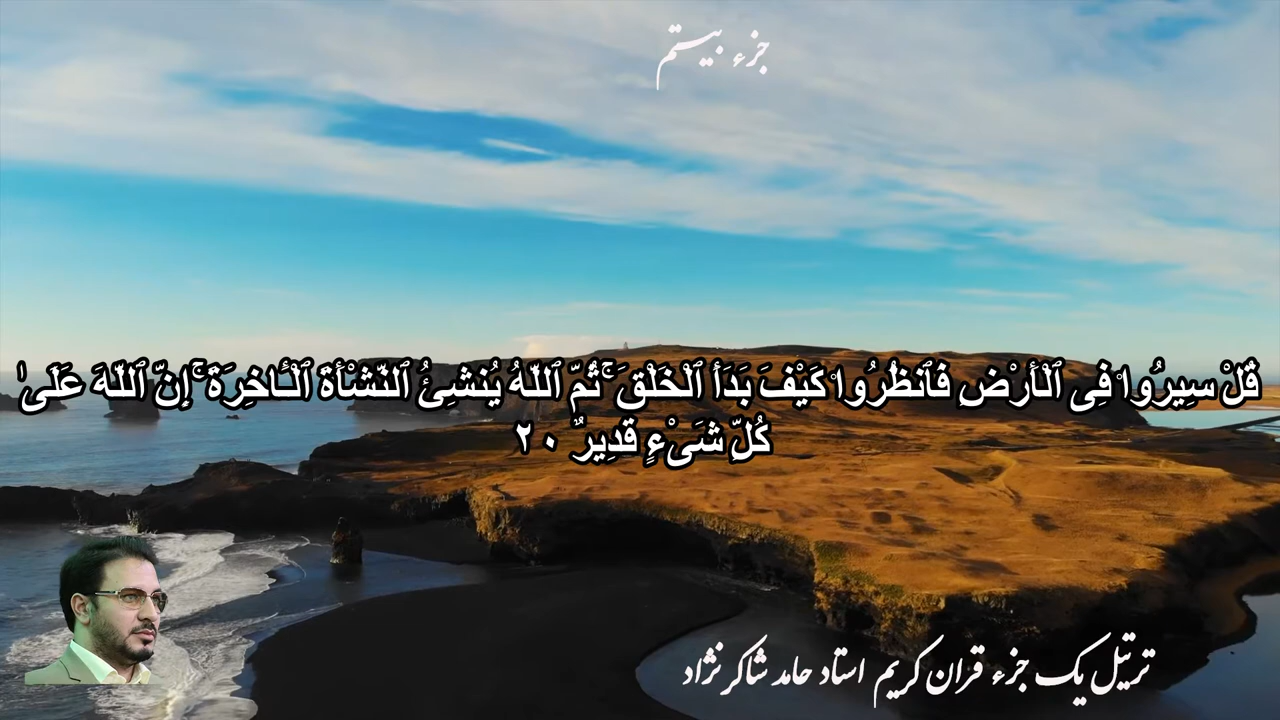 جزء بیستم
قُلْ سِيرُوا۟ فِى ٱلْأَرْضِ فَٱنظُرُوا۟ كَيْفَ بَدَأَ ٱلْخَلْقَ ۚ ثُمَّ ٱللَّهُ يُنشِئُ ٱلنَّشْأَةَ ٱلْـَٔاخِرَةَ ۚ إِنَّ ٱللَّهَ عَلَىٰ
كُلِّ شَىْءٍ قَدِيرٌ ٢٠
ترتیل یک جزء قران کریم استاد حامد شاکرنژاد